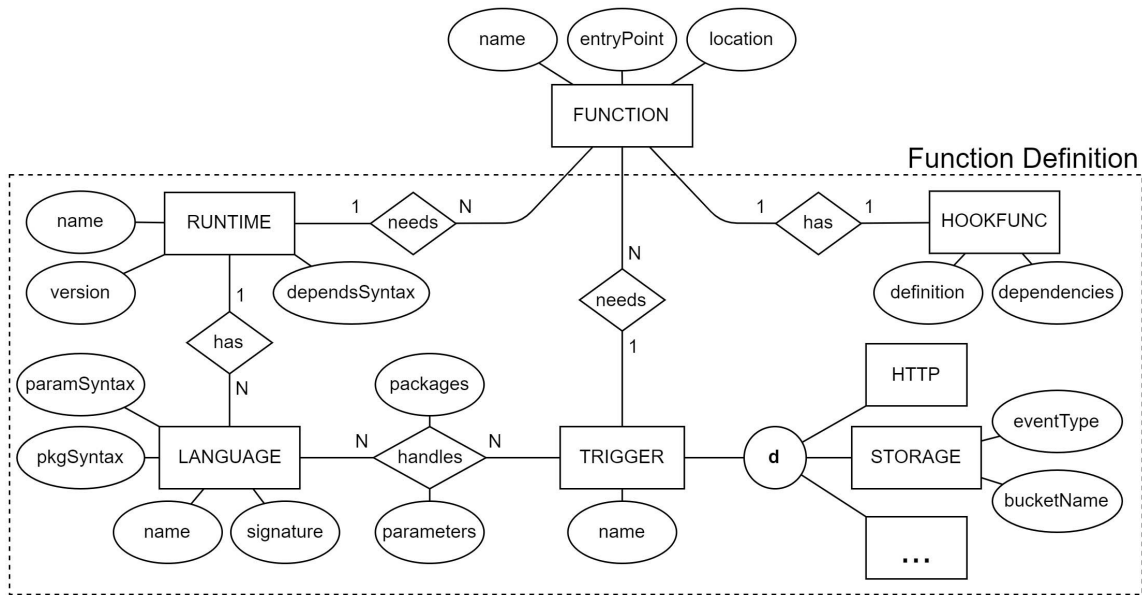 name
entryPoint
location
FUNCTION
Function Definition
name
RUNTIME
1
needs
N
1
has
1
HOOKFUNC
version
dependsSyntax
definition
dependencies
1
N
needs
has
1
N
HTTP
paramSyntax
packages
eventType
pkgSyntax
LANGUAGE
N
handles
N
TRIGGER
d
STORAGE
bucketName
name
signature
parameters
name
...